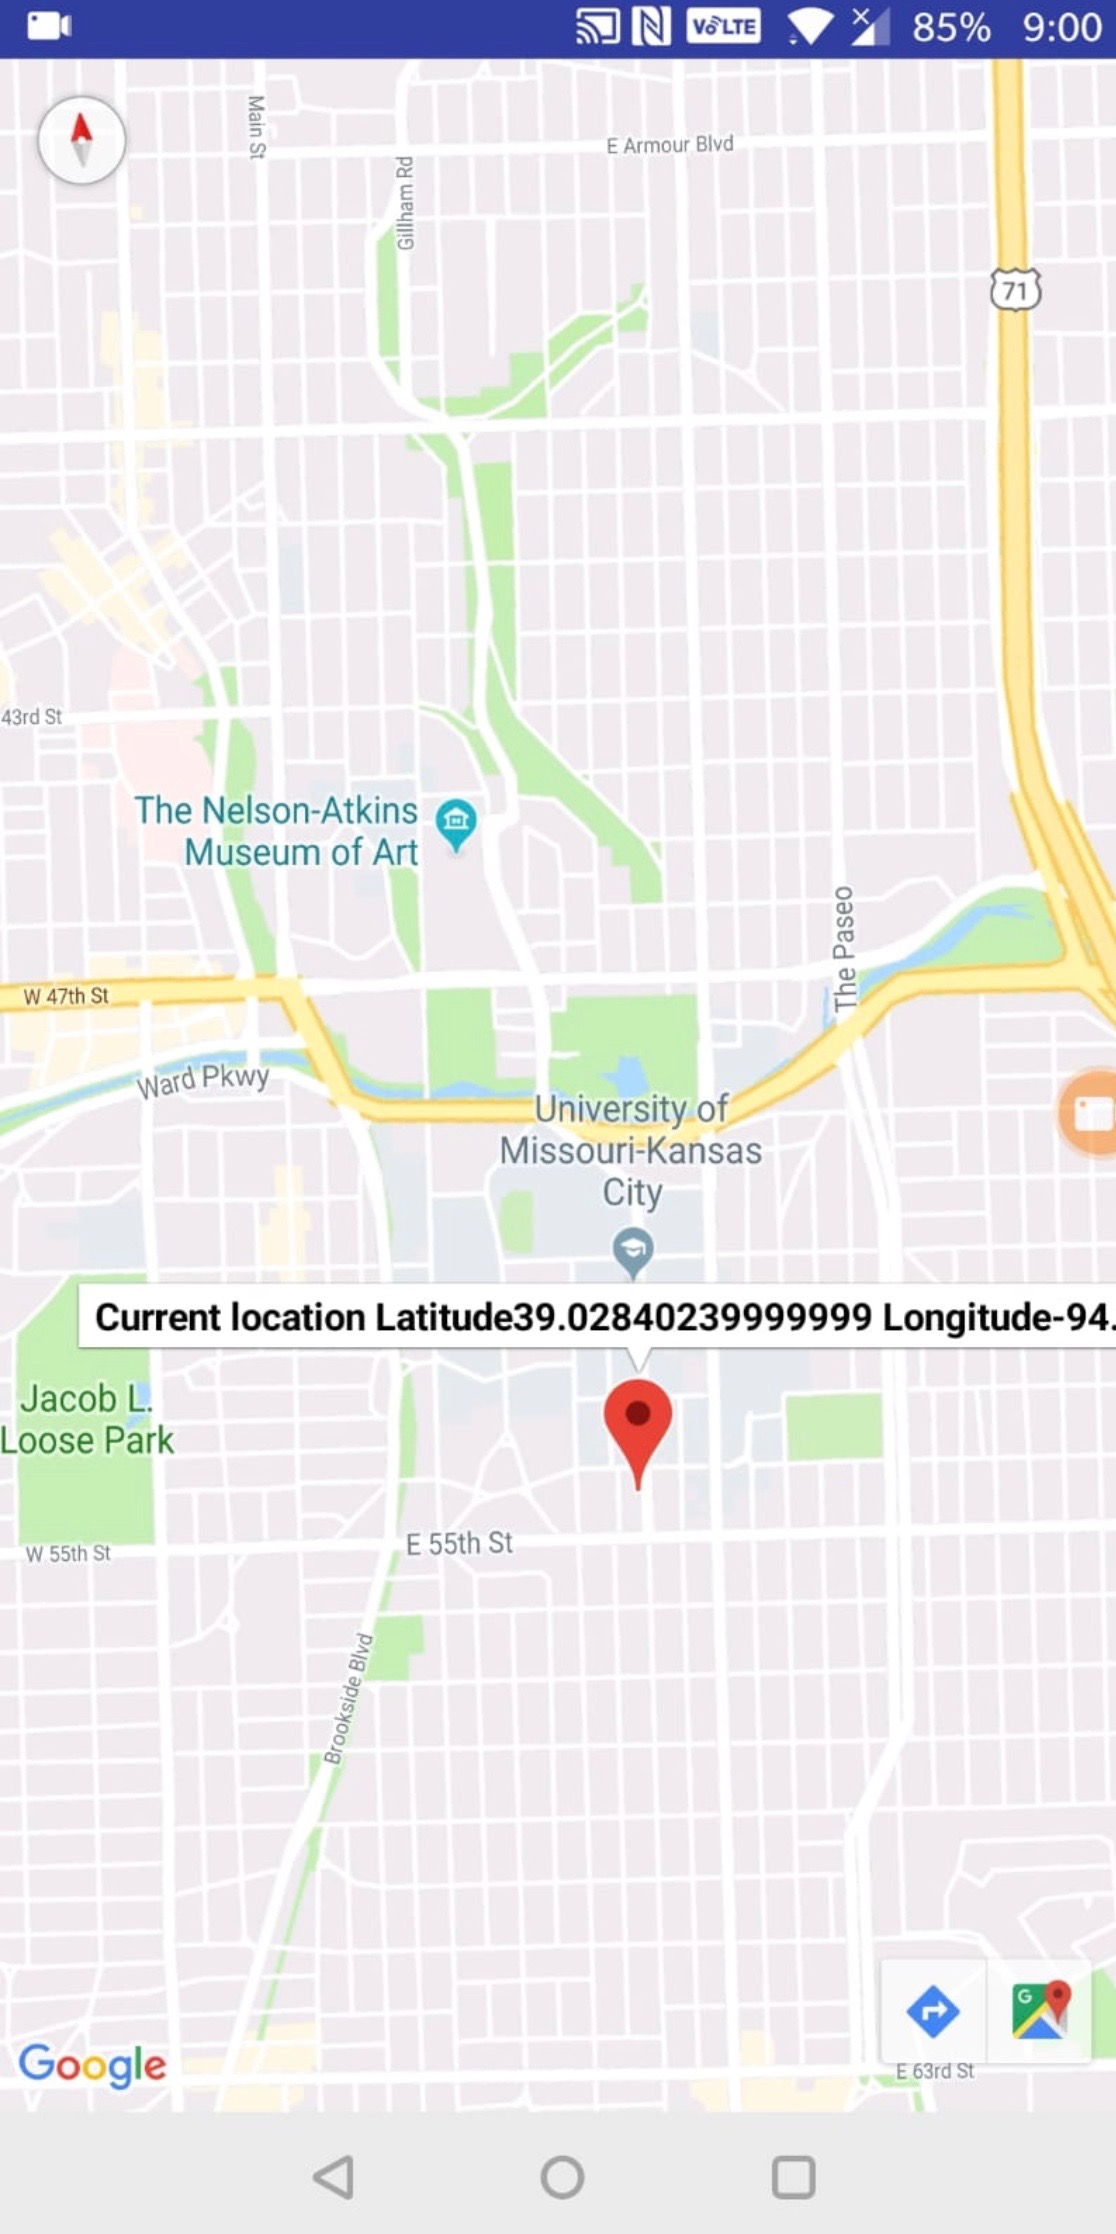 VoLTE 85% 9:00
Main St
E Armour Blvd
Gillham Rd
71
43rd St
The Nelson-Atkins
Museum of Art
The Paseo
W 47th St
Ward Pkwy
University of
Missouri-Kansas
City
Current location Latitude39.02840239999999 Longitude-94.
Jacob L.
Loose Park
E 55th St
W 55th St
Brookside Blvd
G
Google
E 63rd St